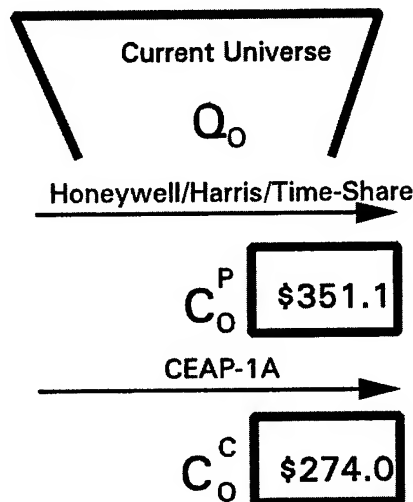 Current Universe
Q₀
Honeywell/Harris/Time-Share
C₀ᴾ $351.1
CEAP-1A
C₀ᶜ $274.0